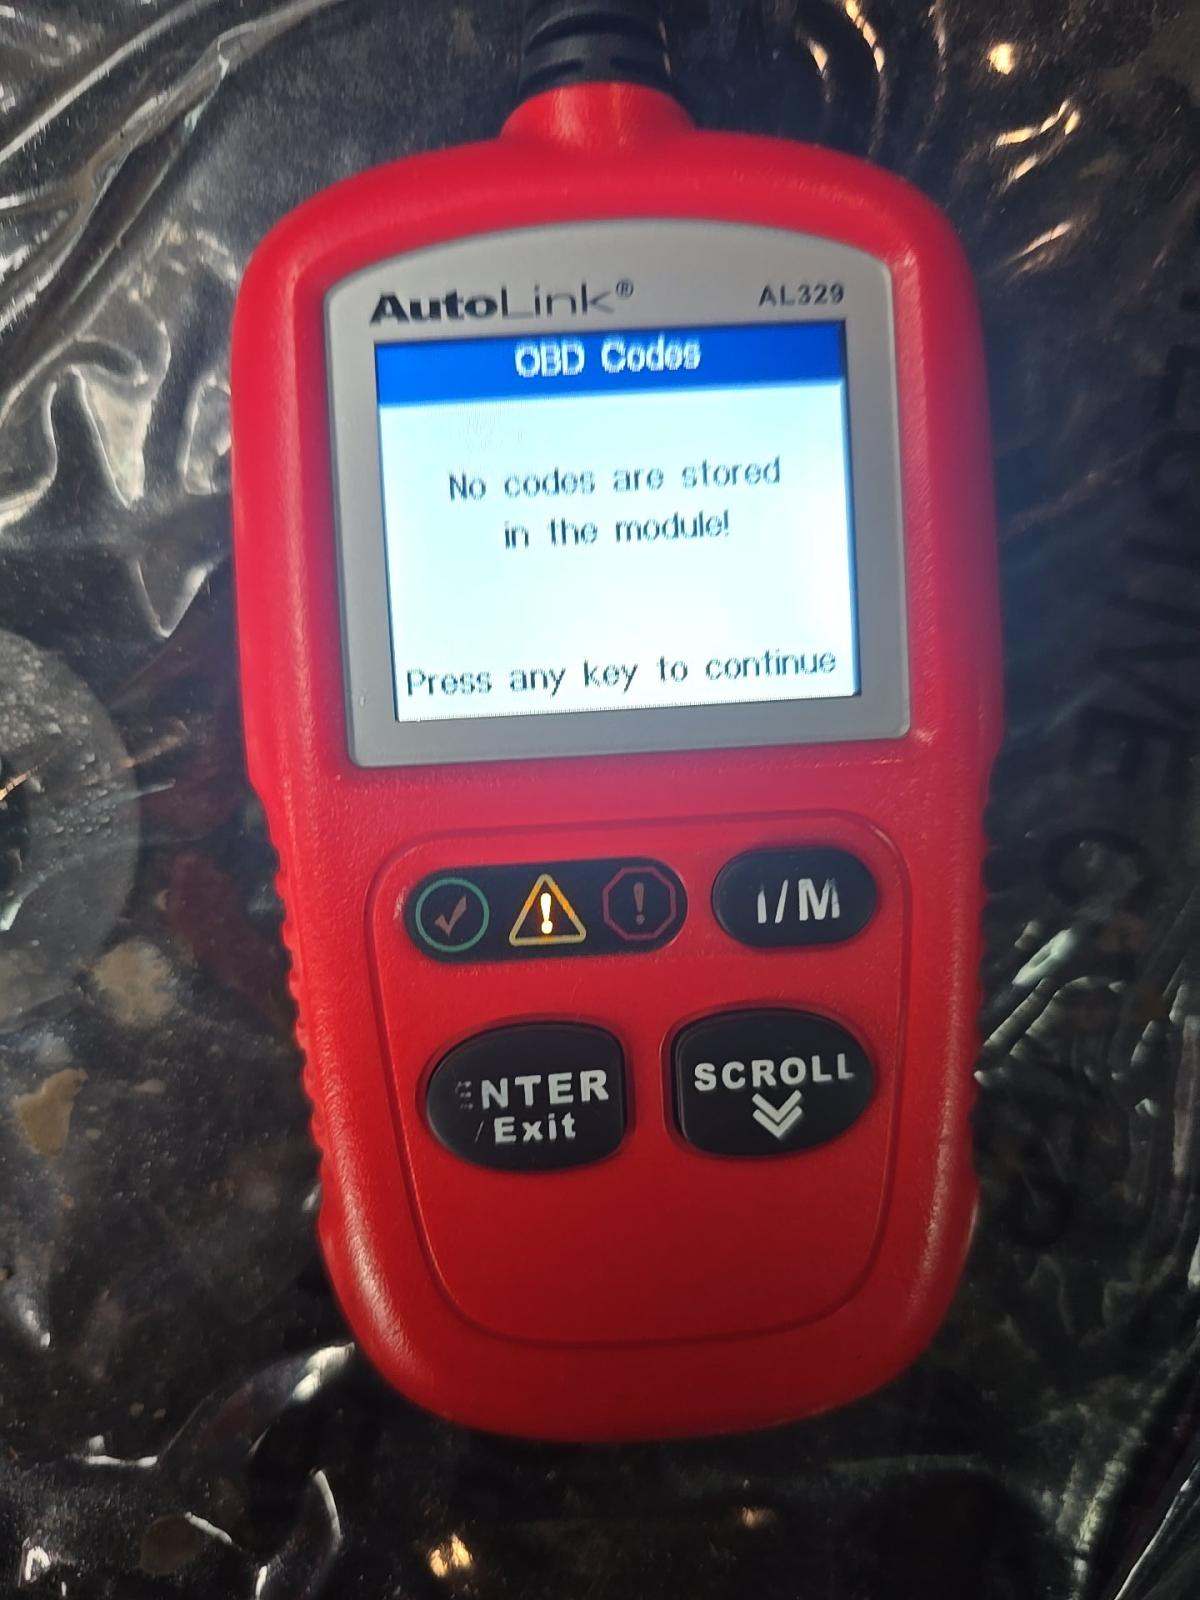 AutoLink® AL329
OBD Codes
No codes are stored
in the module!
Press any key to continue
I/M
ENTER
/Exit
SCROLL